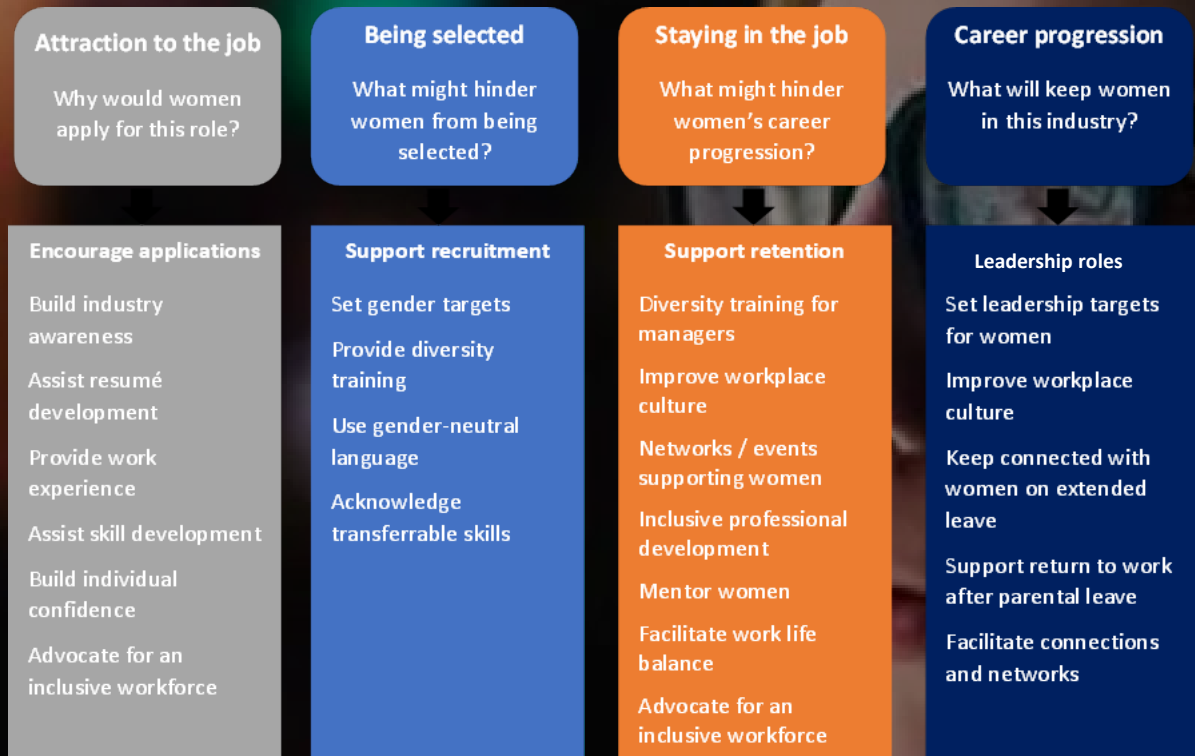 Attraction to the job
Why would women
apply for this role?
Encourage applications
Build industry
awareness
Assist resumé
development
Provide work
experience
Assist skill development
Build individual
confidence
Advocate for an
inclusive workforce
Being selected
What might hinder
women from being
selected?
Support recruitment
Set gender targets
Provide diversity
training
Use gender-neutral
language
Acknowledge
transferrable skills
Staying in the job
What might hinder
women's career
progression?
Support retention
Diversity training for
managers
Improve workplace
culture
Networks / events
supporting women
Inclusive professional
development
Mentor women
Facilitate work life
balance
Advocate for an
inclusive workforce
Career progression
What will keep women
in this industry?
Leadership roles
Set leadership targets
for women
Improve workplace
culture
Keep connected with
women on extended
leave
Support return to work
after parental leave
Facilitate connections
and networks